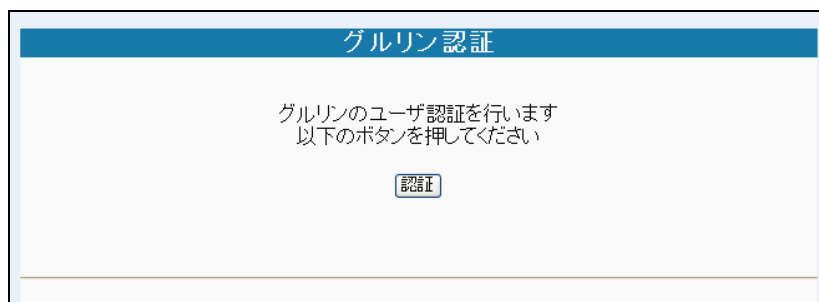 グルリン認証
グルリンのユーザ認証を行います
以下のボタンを押してください
認証